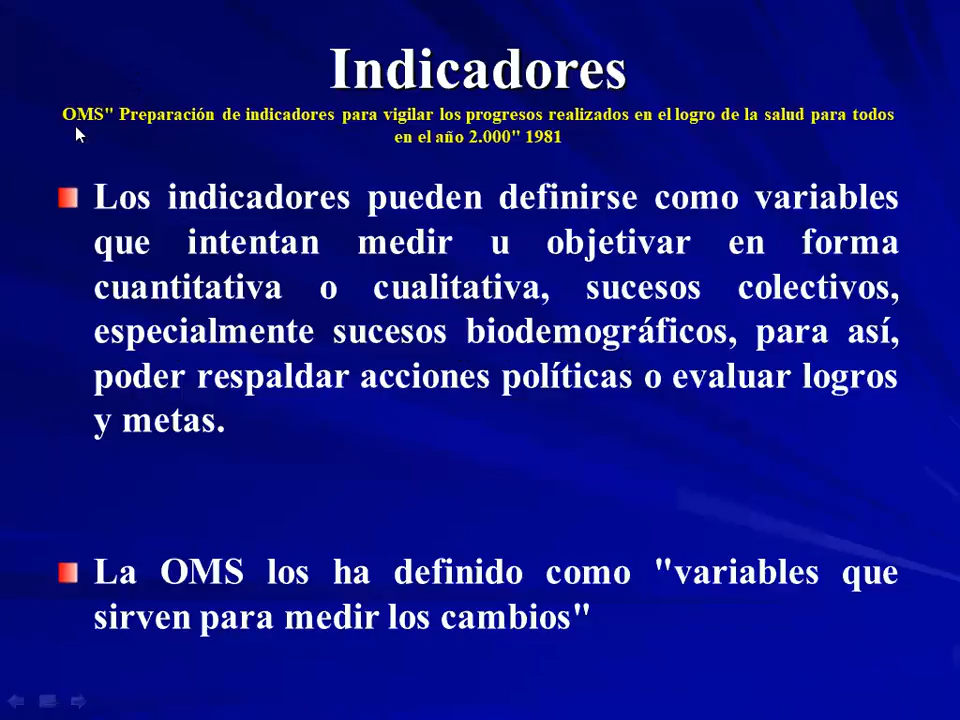 Indicadores
OMS" Preparación de indicadores para vigilar los progresos realizados en el logro de la salud para todos
en el año 2.000" 1981
Los indicadores pueden definirse como variables
que intentan medir u objetivar en forma
cuantitativa o cualitativa, sucesos colectivos,
especialmente sucesos biodemográficos, para así,
poder respaldar acciones políticas o evaluar logros
y metas.
La OMS los ha definido como "variables que
sirven para medir los cambios"